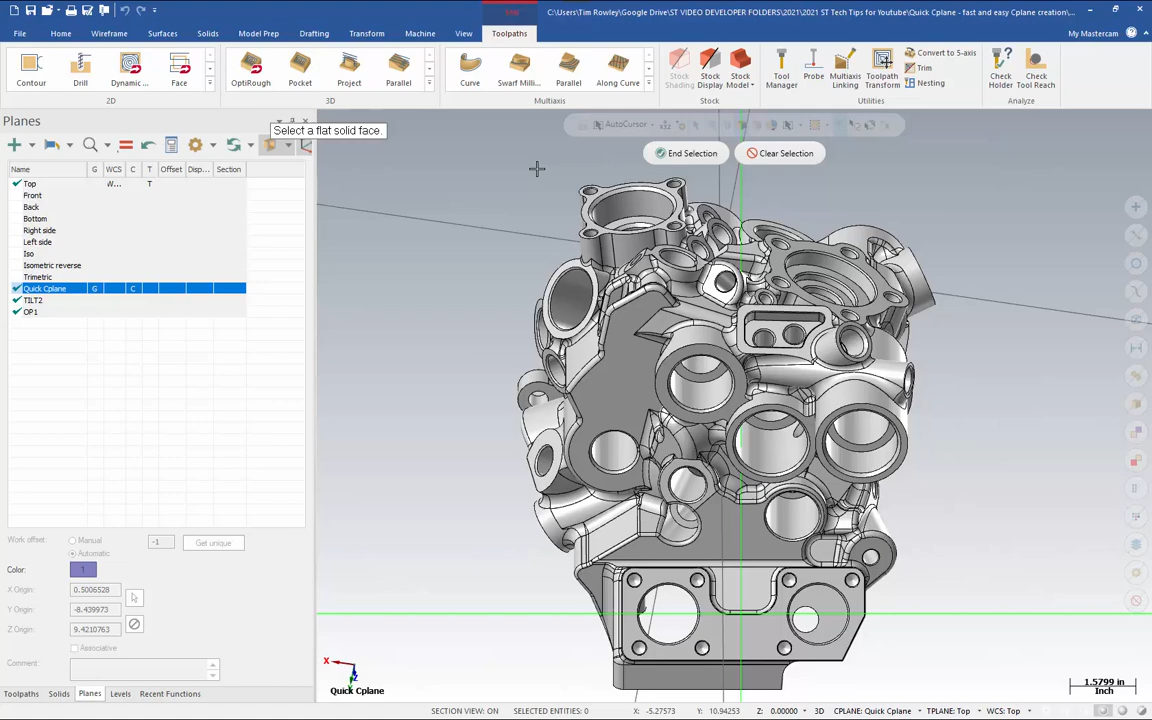 C:\Users\Tim Rowley\Google Drive\ST VIDEO DEVELOPER FOLDERS\2021\2021 ST Tech Tips for Youtube\Quick Cplane - fast and easy Cplane creation\...
File Home Wireframe Surfaces Solids Model Prep Drafting Transform Machine View Toolpaths My Mastercam
Contour Drill Dynamic ... Face OptiRough Pocket Project Parallel Curve Swarf Milli... Parallel Along Curve Stock Shading Stock Display Stock Model Tool Manager Probe Multiaxis Linking Toolpath Transform Convert to 5-axis Trim Nesting Check Holder Check Tool Reach
2D 3D Multiaxis Stock Utilities Analyze
Planes
Select a flat solid face.
AutoCursor
End Selection Clear Selection
Name G WCS C T Offset Disp... Section
Top W... T
Front
Back
Bottom
Right side
Left side
Iso
Isometric reverse
Trimetric
Quick Cplane G C
TILT2
OP1
Work offset: Manual -1 Get unique
Automatic
Color: 1
X Origin 0.5006528
Y Origin -8.439973
Z Origin 9.4210763
Associative
Comment:
X
Z
Y
Quick Cplane
1.5799 in
Inch
Toolpaths Solids Planes Levels Recent Functions
SECTION VIEW: ON SELECTED ENTITIES: 0 X: -5.27573 Y: 10.94253 Z: 0.00000 3D CPLANE: Quick Cplane TPLANE: Top WCS: Top